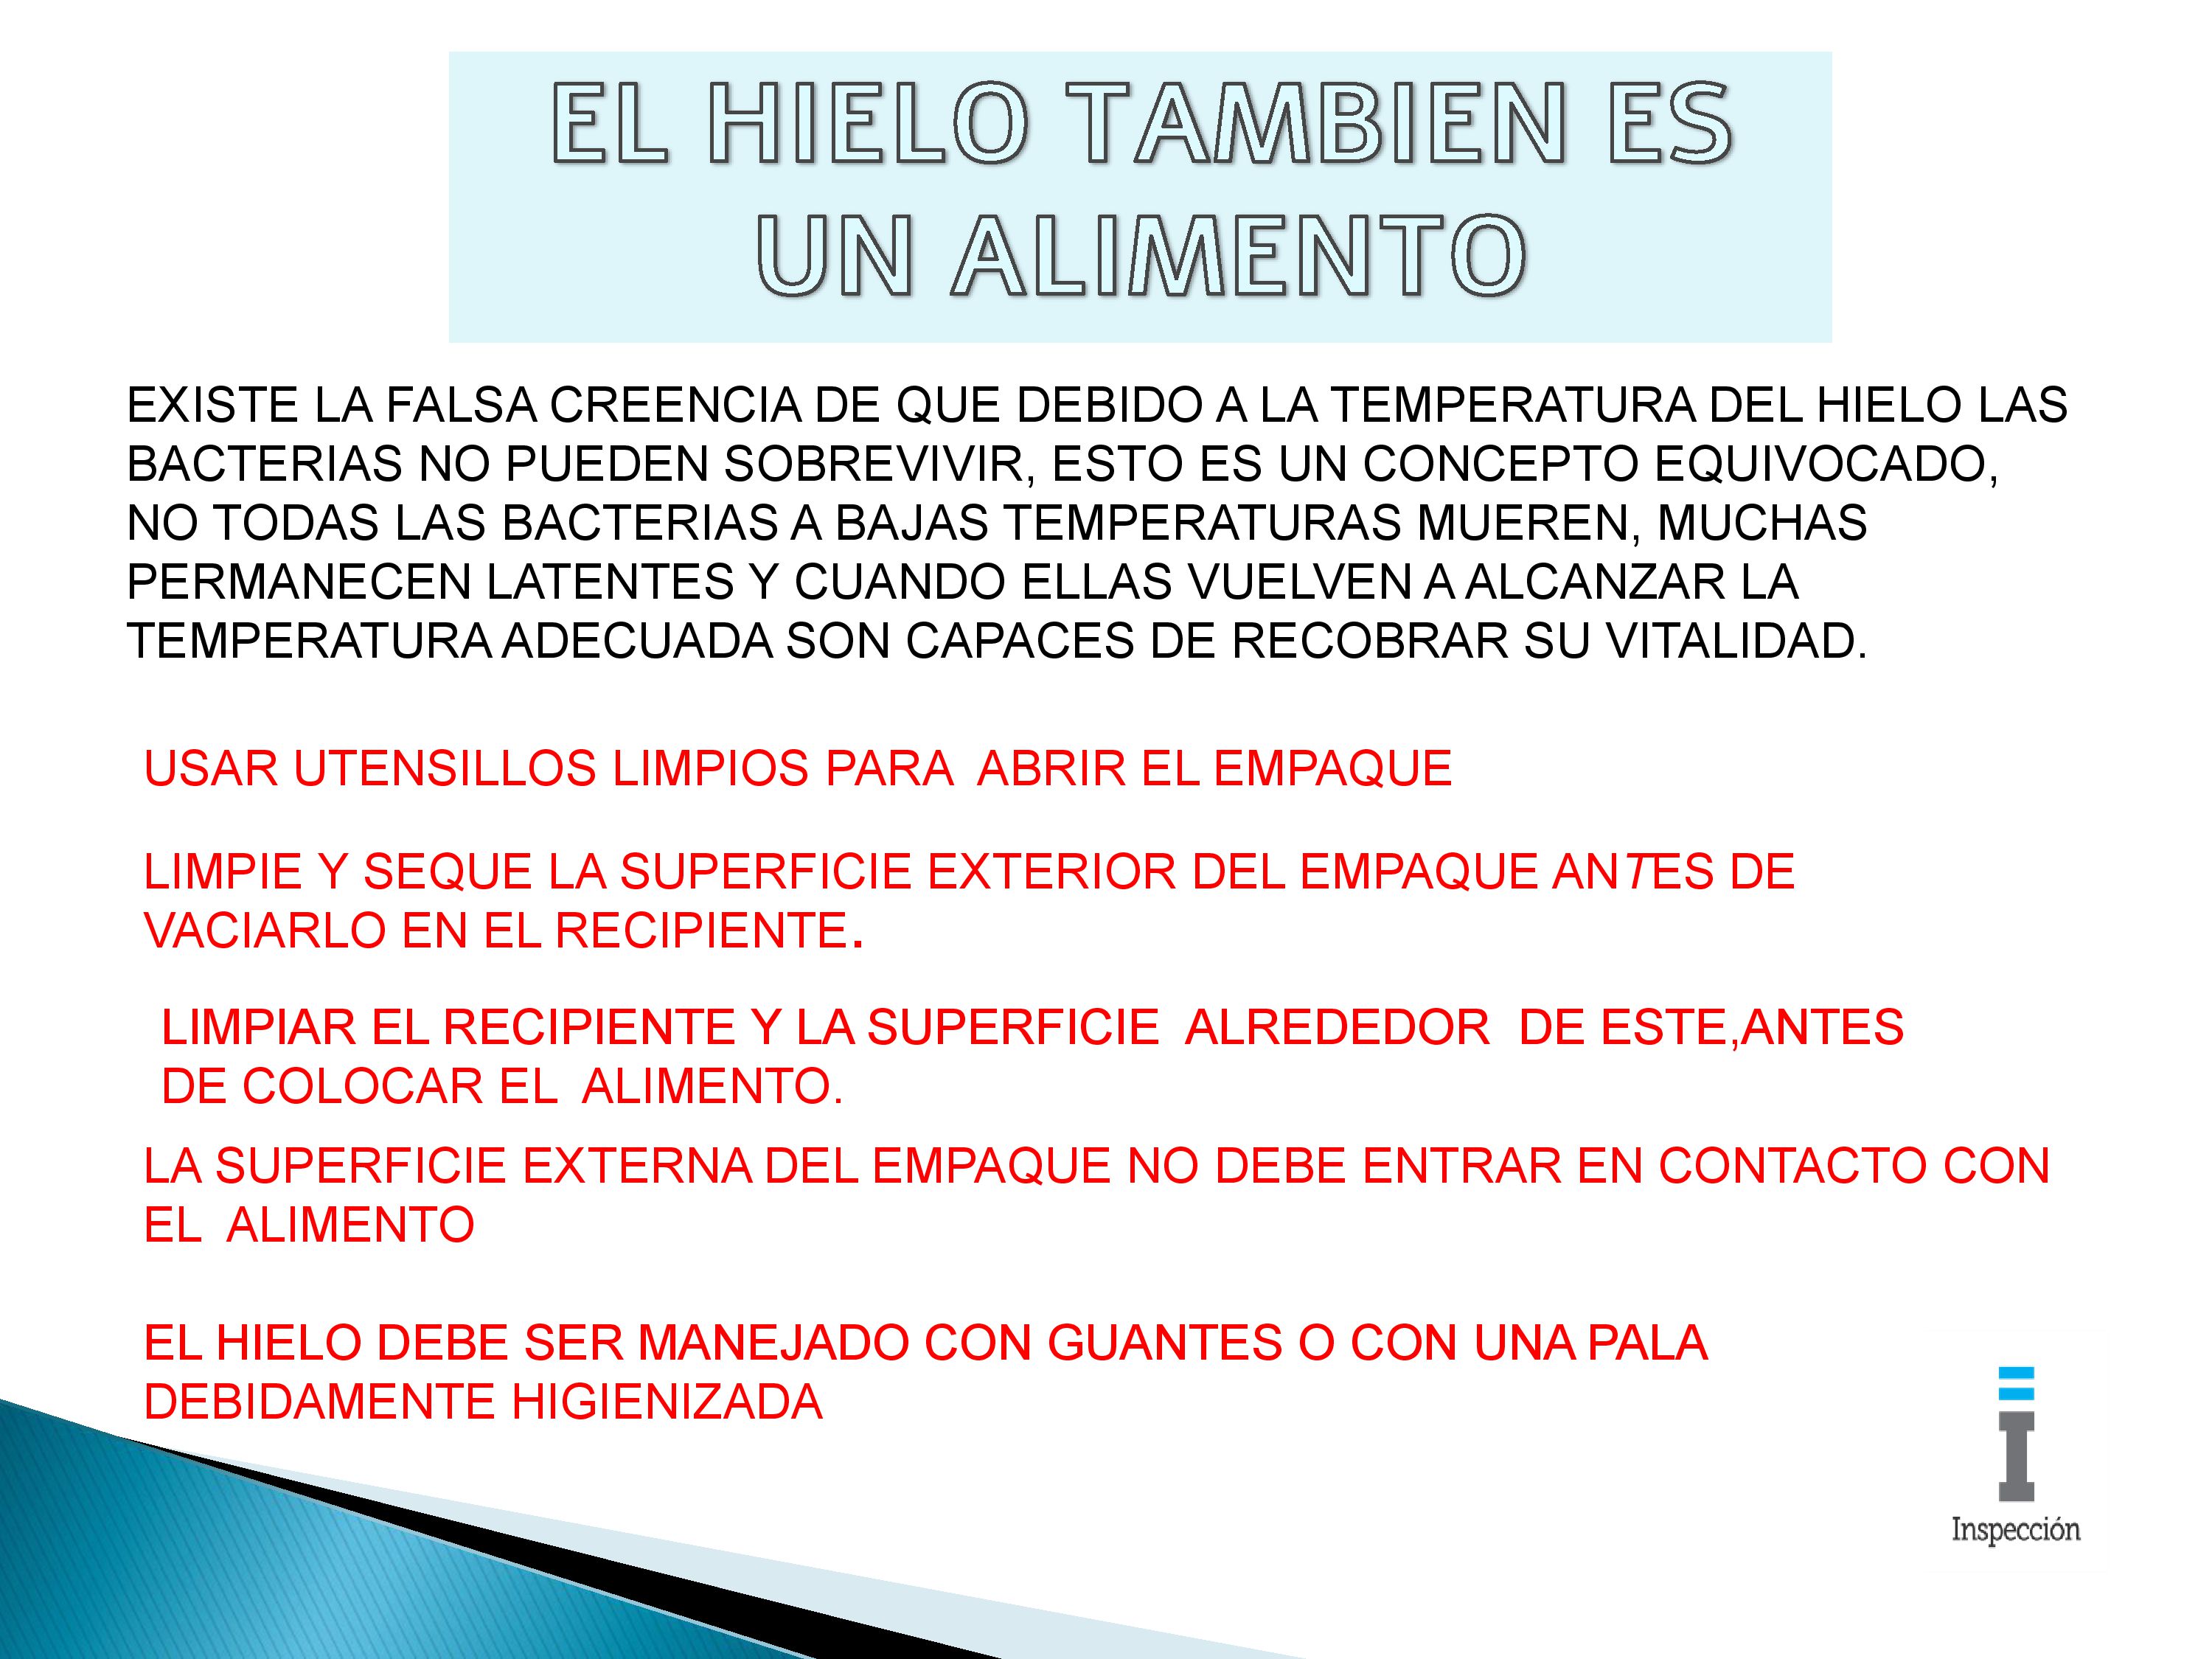 EL HIELO TAMBIEN ES
UN ALIMENTO
EXISTE LA FALSA CREENCIA DE QUE DEBIDO A LA TEMPERATURA DEL HIELO LAS
BACTERIAS NO PUEDEN SOBREVIVIR, ESTO ES UN CONCEPTO EQUIVOCADO,
NO TODAS LAS BACTERIAS A BAJAS TEMPERATURAS MUEREN, MUCHAS
PERMANECEN LATENTES Y CUANDO ELLAS VUELVEN A ALCANZAR LA
TEMPERATURA ADECUADA SON CAPACES DE RECOBRAR SU VITALIDAD.
USAR UTENSILLOS LIMPIOS PARA  ABRIR EL EMPAQUE
LIMPIE Y SEQUE LA SUPERFICIE EXTERIOR DEL EMPAQUE ANTES DE
VACIARLO EN EL RECIPIENTE.
LIMPIAR EL RECIPIENTE Y LA SUPERFICIE  ALREDEDOR  DE ESTE,ANTES
DE COLOCAR EL  ALIMENTO.
LA SUPERFICIE EXTERNA DEL EMPAQUE NO DEBE ENTRAR EN CONTACTO CON
EL  ALIMENTO
EL HIELO DEBE SER MANEJADO CON GUANTES O CON UNA PALA
DEBIDAMENTE HIGIENIZADA
Inspección